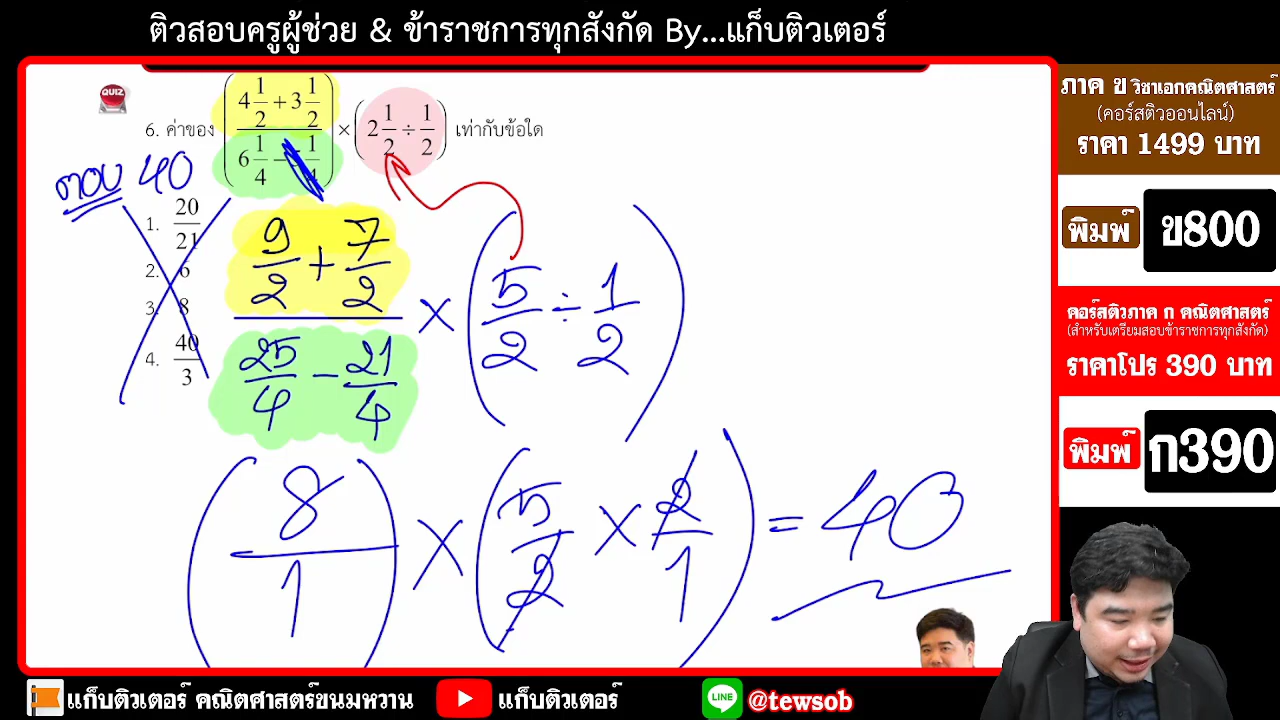 ติวสอบครูผู้ช่วย & ข้าราชการทุกสังกัด By...แก็บติวเตอร์
QUIZ
6. ค่าของ ( (4 1/2 + 3 1/2) / (6 1/4 − 1/4) ) × ( 2 1/2 ÷ 1/2 ) เท่ากับข้อใด
ตอบ 40
1. 20/21
2. 6
3. 8
4. 40/3
(9/2 + 7/2) / (25/4 − 21/4) × ( 5/2 ÷ 1/2 )
( 8/1 ) × ( 5/2 × 2/1 ) = 40
ภาค ข วิชาเอกคณิตศาสตร์
(คอร์สติวออนไลน์)
ราคา 1499 บาท
พิมพ์ ข800
คอร์สติวภาค ก คณิตศาสตร์
(สำหรับเตรียมสอบข้าราชการทุกสังกัด)
ราคาโปร 390 บาท
พิมพ์ ก390
แก็บติวเตอร์ คณิตศาสตร์ขนมหวาน
แก็บติวเตอร์
LINE @tewsob